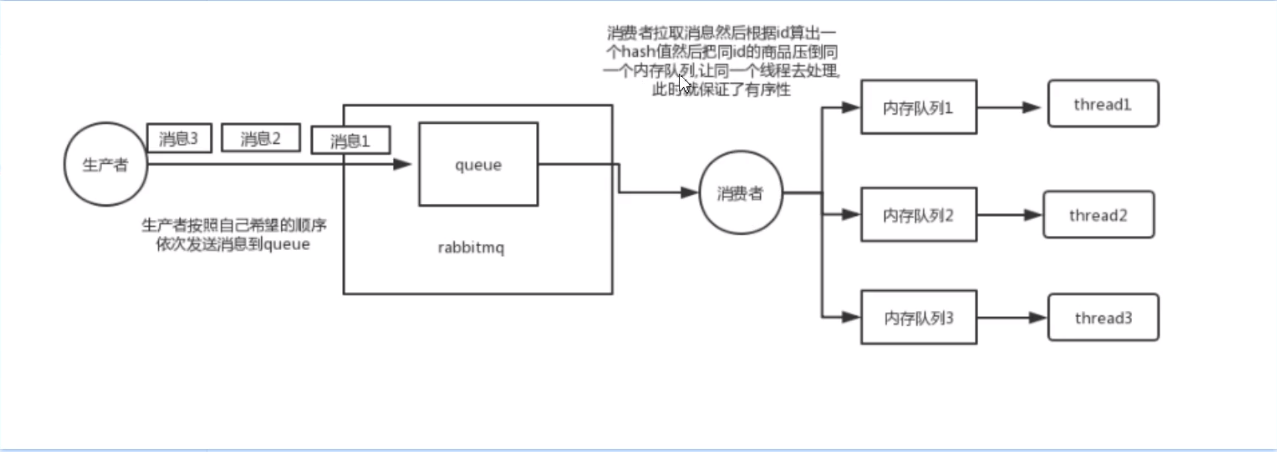 消费者拉取消息然后根据id算出一
个hash值然后把同id的商品压倒同
一个内存队列,让同一个线程去处理,
此时就保证了有序性
消息3
消息2
消息1
生产者
queue
rabbitmq
生产者按照自己希望的顺序
依次发送消息到queue
消费者
内存队列1
thread1
内存队列2
thread2
内存队列3
thread3